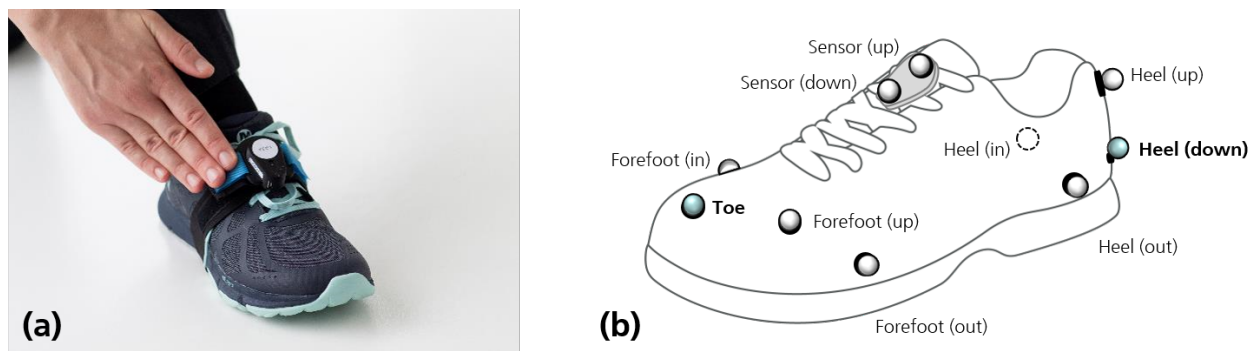 (a)
Sensor (up)
Sensor (down)
Heel (up)
Heel (in)
Heel (down)
Forefoot (in)
Toe
Forefoot (up)
Heel (out)
Forefoot (out)
(b)